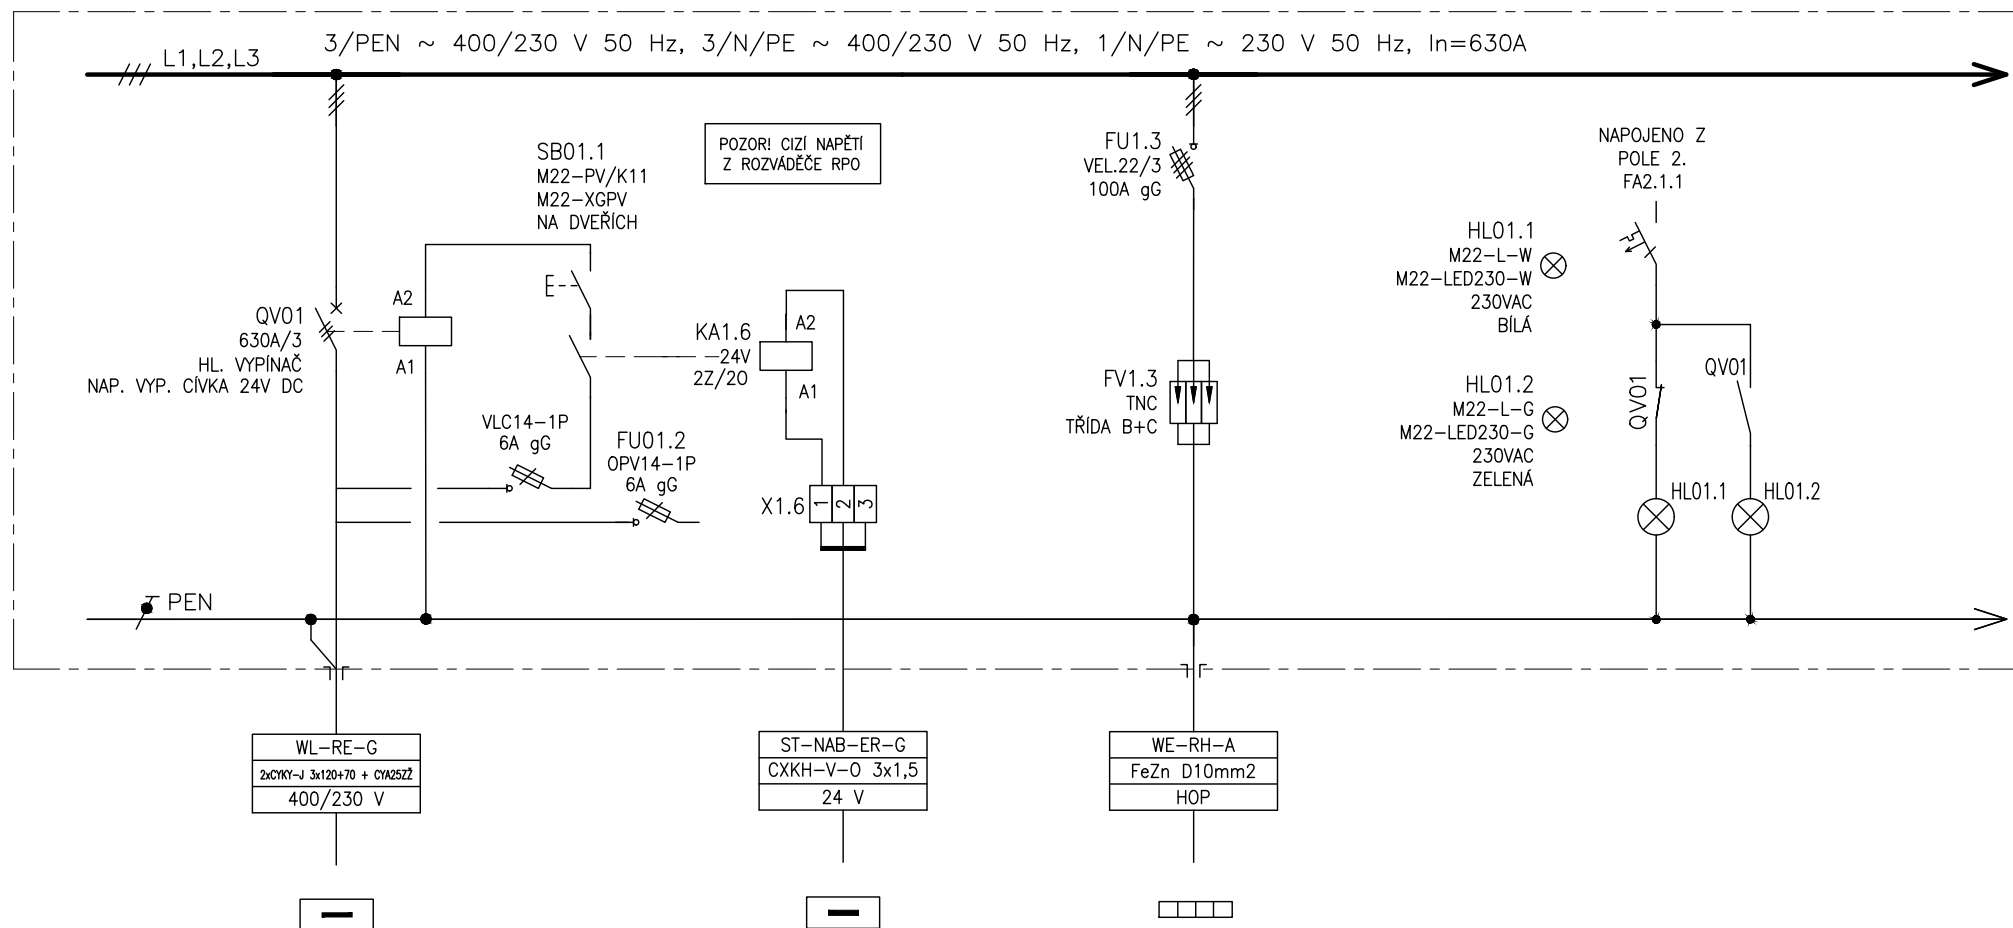 3/PEN ~ 400/230 V 50 Hz, 3/N/PE ~ 400/230 V 50 Hz, 1/N/PE ~ 230 V 50 Hz, In=630A
L1,L2,L3
SB01.1
M22-PV/K11
M22-XGPV
NA DVEŘÍCH
POZOR! CIZÍ NAPĚTÍ
Z ROZVÁDĚČE RPO
FU1.3
VEL.22/3
100A gG
NAPOJENO Z
POLE 2.
FA2.1.1
HL01.1
M22-L-W
M22-LED230-W
230VAC
BÍLÁ
QV01
630A/3
HL. VYPÍNAČ
NAP. VYP. CÍVKA 24V DC
A2
A1
KA1.6
24V
2Z/2O
A2
A1
FV1.3
TNC
TŘÍDA B+C
HL01.2
M22-L-G
M22-LED230-G
230VAC
ZELENÁ
QV01
QV01
VLC14-1P
6A gG
FU01.2
OPV14-1P
6A gG
X1.6
1
2
3
HL01.1
HL01.2
PEN
WL-RE-G
2xCYKY-J 3x120+70 + CYA25ZŽ
400/230 V
ST-NAB-ER-G
CXKH-V-O 3x1,5
24 V
WE-RH-A
FeZn D10mm2
HOP